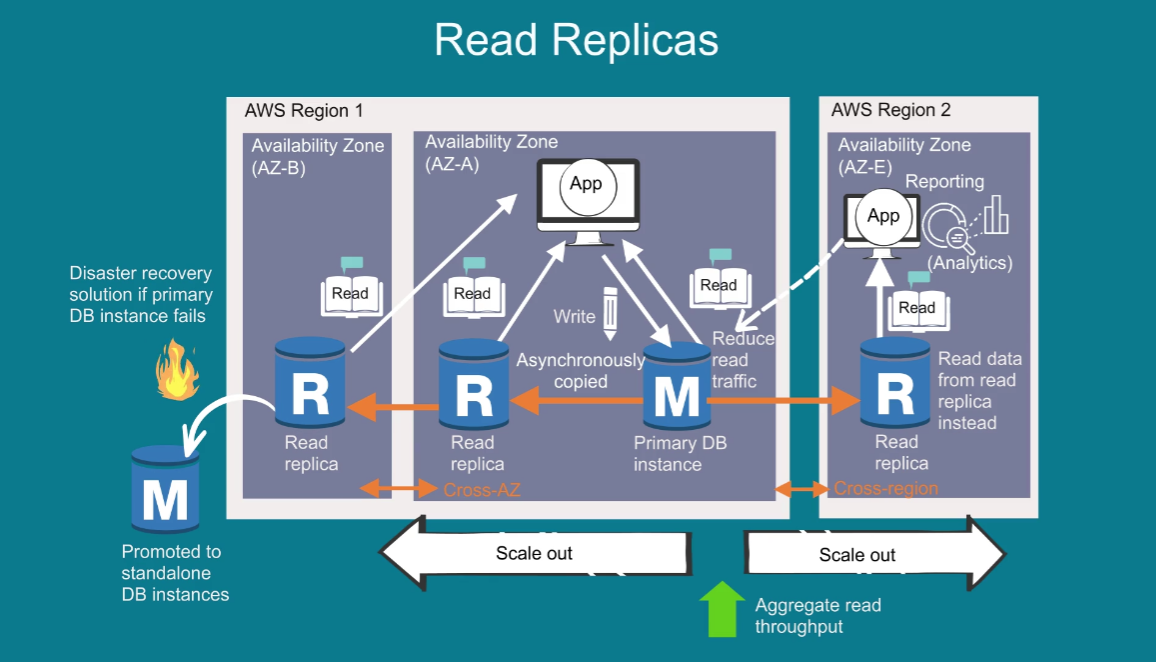 Read Replicas
AWS Region 1
AWS Region 2
Availability Zone
(AZ-B)
Availability Zone
(AZ-A)
Availability Zone
(AZ-E)
App
Reporting
App
(Analytics)
Disaster recovery
solution if primary
DB instance fails
Read
Read
Read
Read
Write
Reduce
read
traffic
Asynchronously
copied
Read data
from read
replica
instead
R
R
M
R
Read
replica
Read
replica
Primary DB
instance
Read
replica
M
Cross-AZ
Cross-region
Promoted to
standalone
DB instances
Scale out
Scale out
Aggregate read
throughput